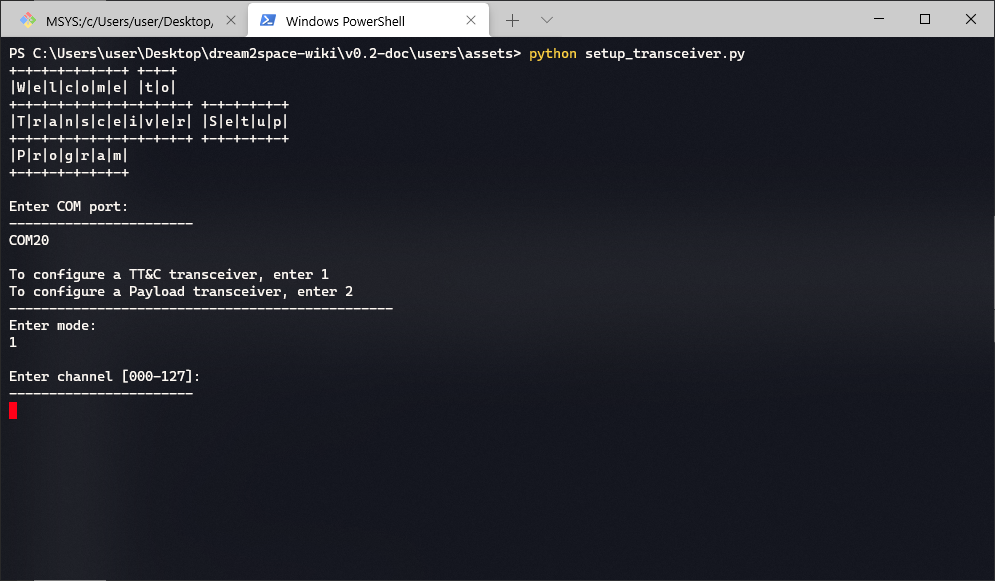 MSYS:/c/Users/user/Desktop,
Windows PowerShell
PS C:\Users\user\Desktop\dream2space-wiki\v0.2-doc\users\assets> python setup_transceiver.py
+-+-+-+-+-+-+-+ +-+-+
|W|e|l|c|o|m|e| |t|o|
+-+-+-+-+-+-+-+-+-+-+-+ +-+-+-+-+-+
|T|r|a|n|s|c|e|i|v|e|r| |S|e|t|u|p|
+-+-+-+-+-+-+-+-+-+-+-+ +-+-+-+-+-+
|P|r|o|g|r|a|m|
+-+-+-+-+-+-+-+
Enter COM port:
-----------------------
COM20
To configure a TT&C transceiver, enter 1
To configure a Payload transceiver, enter 2
------------------------------------------------
Enter mode:
1
Enter channel [000-127]:
-----------------------